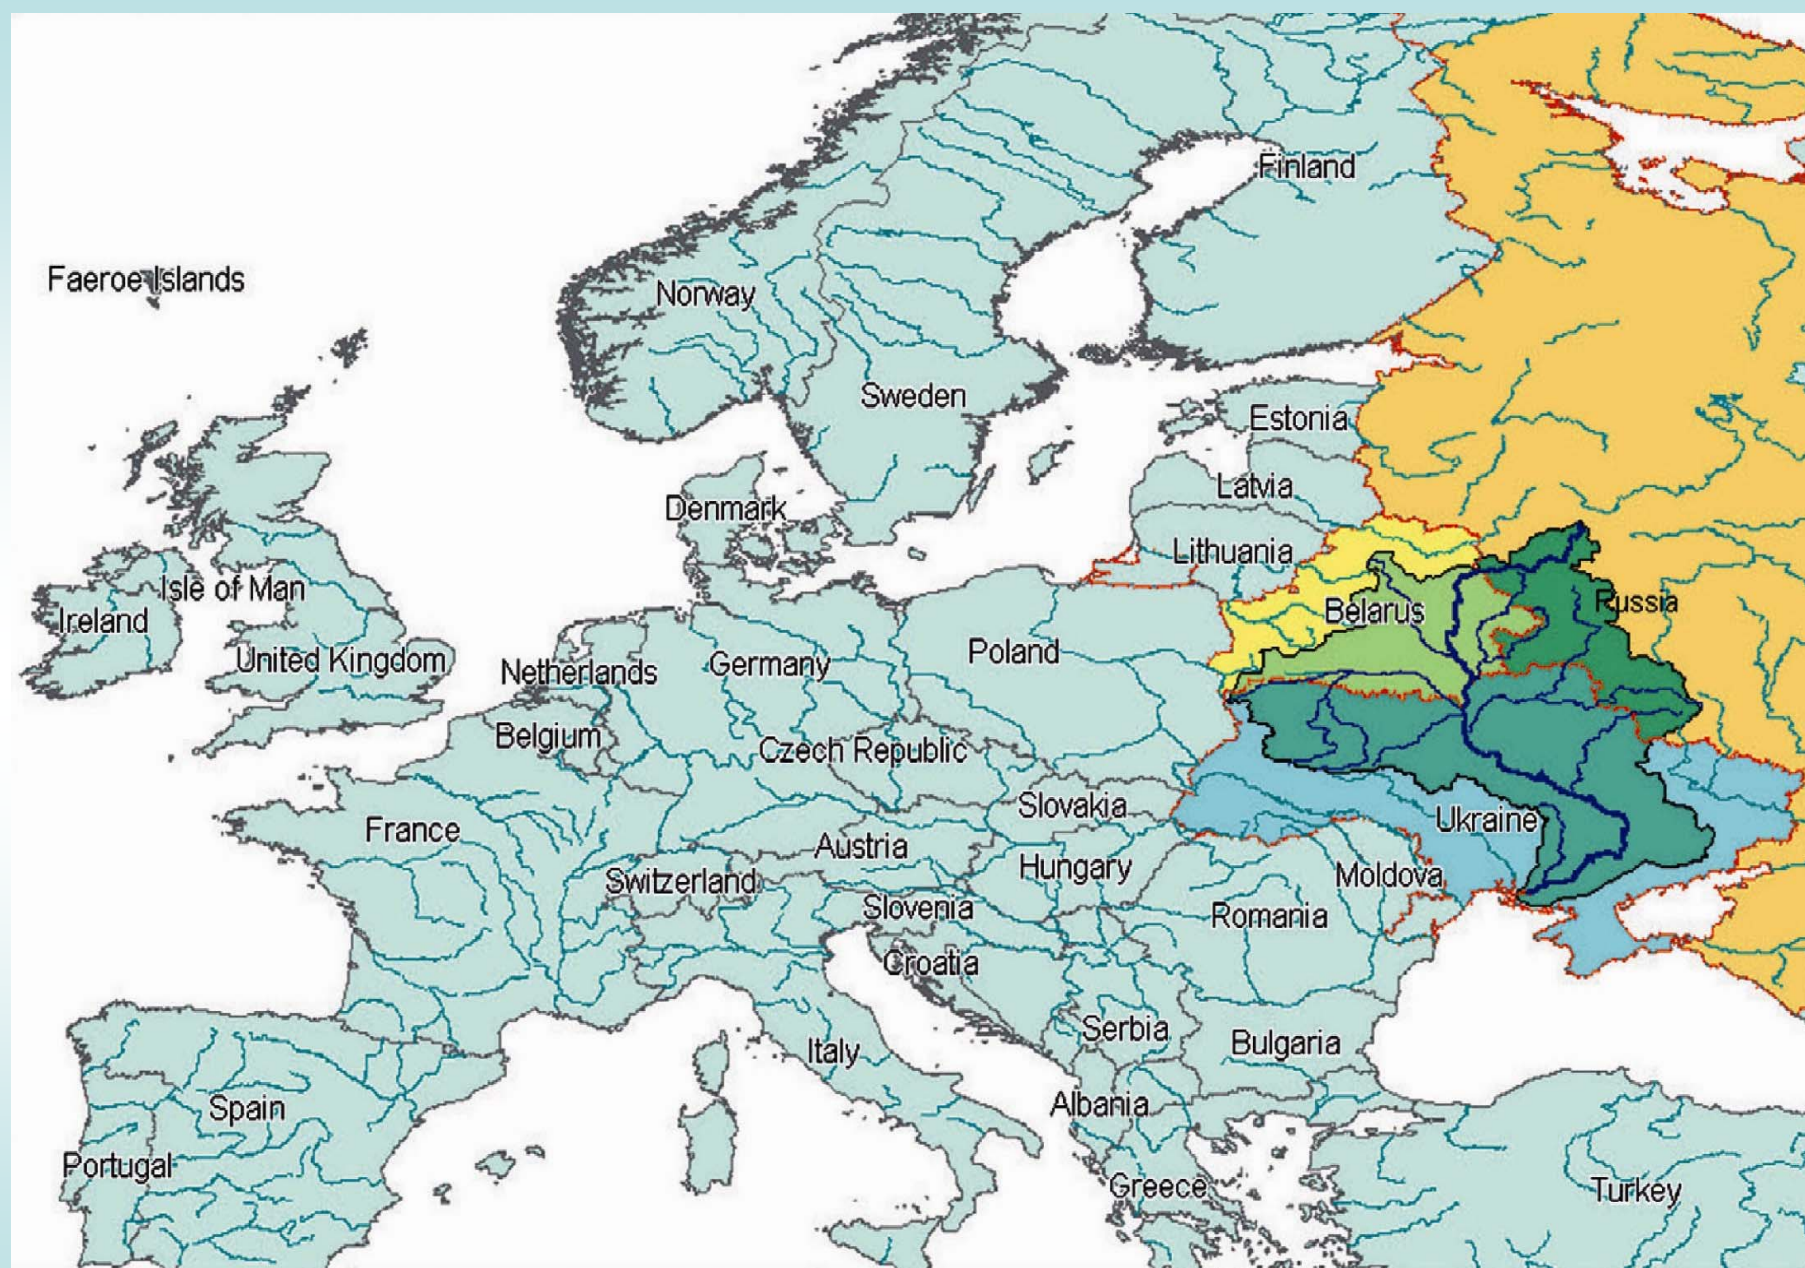 Finland
Faeroe Islands
Norway
Sweden
Estonia
Latvia
Denmark
Lithuania
Isle of Man
Ireland
Belarus
Russia
United Kingdom
Netherlands
Germany
Poland
Belgium
Czech Republic
Slovakia
Ukraine
France
Austria
Hungary
Moldova
Switzerland
Slovenia
Romania
Croatia
Serbia
Bulgaria
Italy
Spain
Albania
Portugal
Greece
Turkey